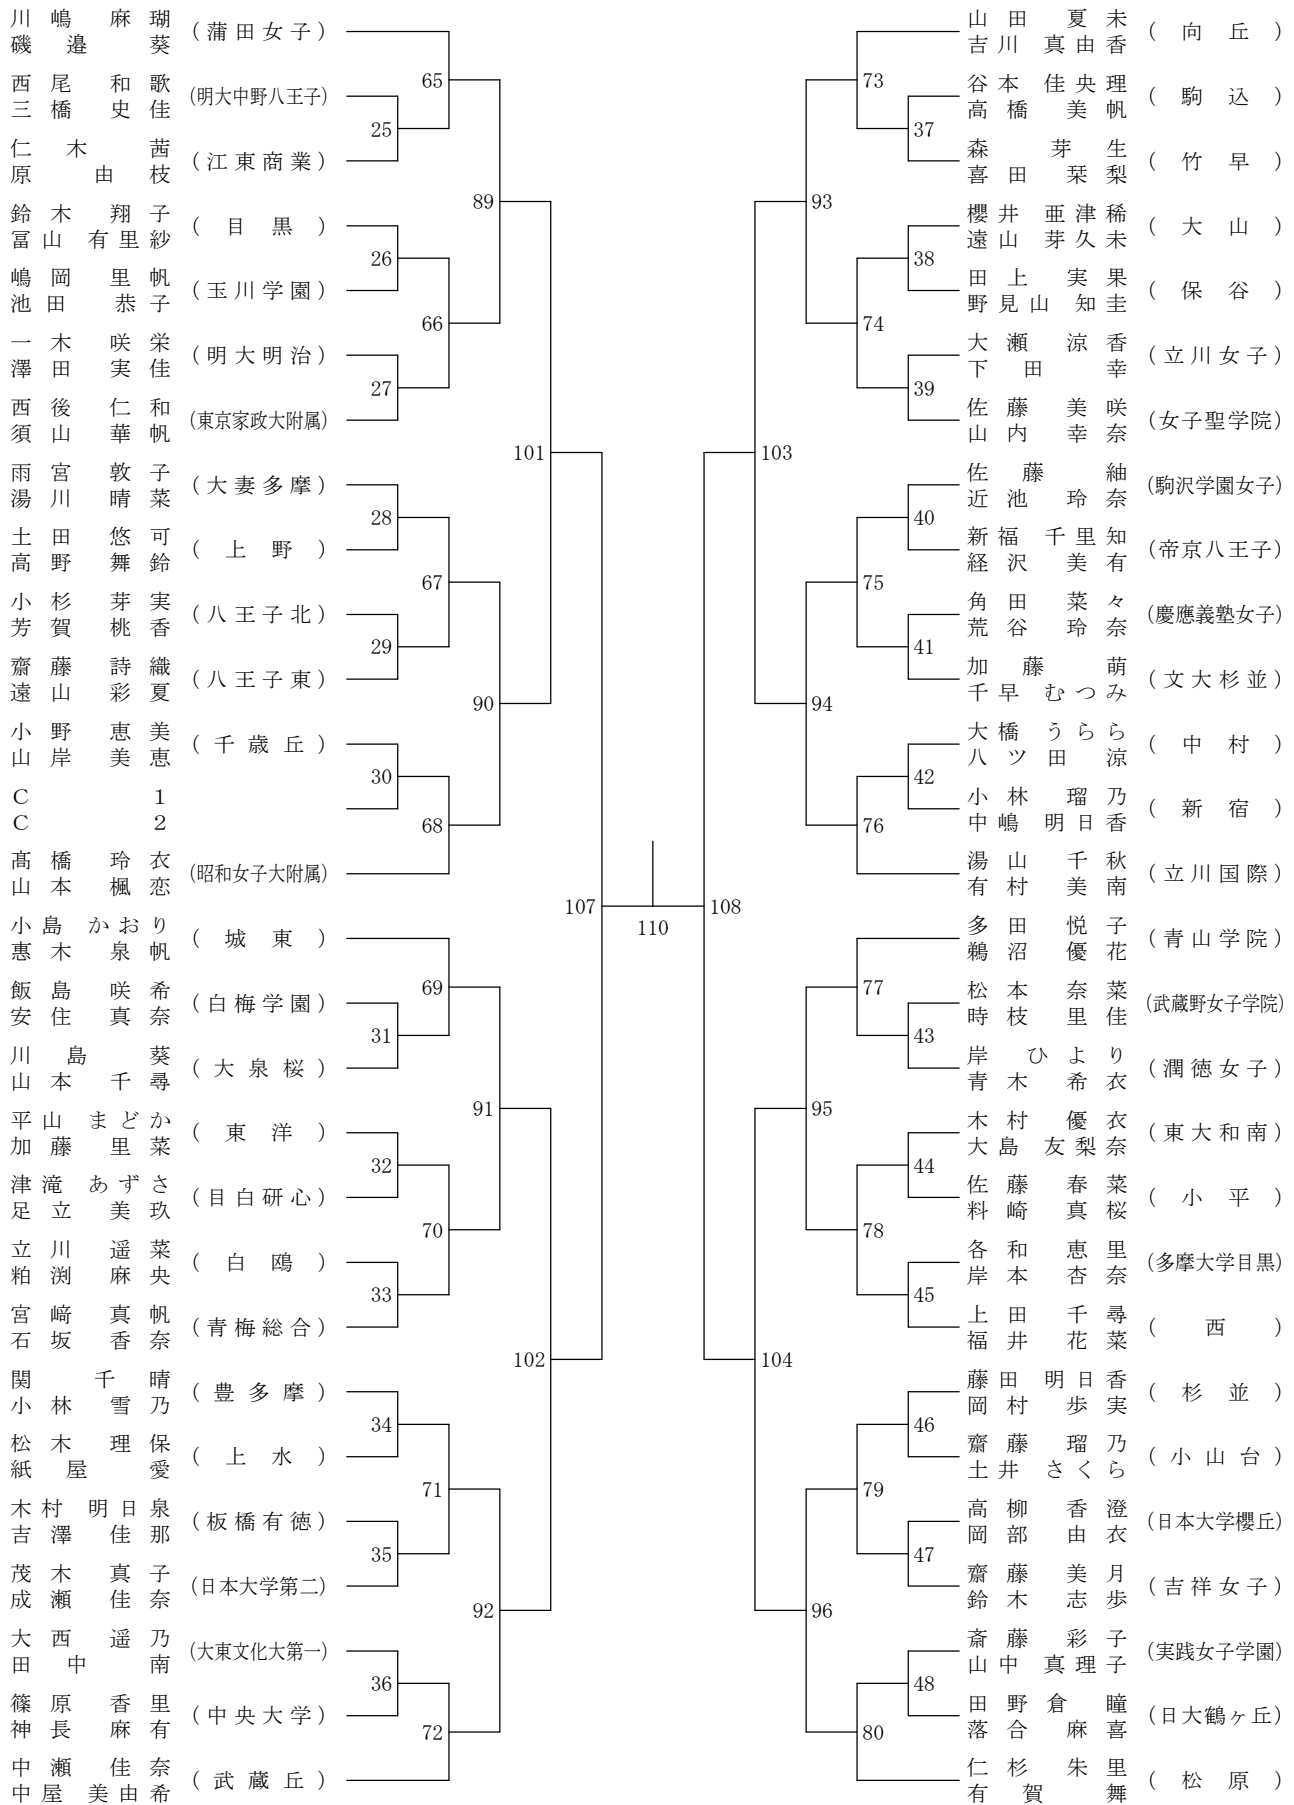 川嶋 麻瑚
磯邉 葵
(蒲田女子)
西尾 和歌
三橋 史佳
(明大中野八王子)
仁木 茜
原 由枝
(江東商業)
鈴木 翔子
冨山 有里紗
(目黒)
嶋岡 里帆
池田 恭子
(玉川学園)
一木 咲栄
澤田 実佳
(明大明治)
西後 仁和
須山 華帆
(東京家政大附属)
雨宮 敦子
湯川 晴菜
(大妻多摩)
土田 悠可
高野 舞鈴
(上野)
小杉 芽実
芳賀 桃香
(八王子北)
齋藤 詩織
遠山 彩夏
(八王子東)
小野 恵美
山岸 美恵
(千歳丘)
C 1
C 2
髙橋 玲衣
山本 楓恋
(昭和女子大附属)
小島 かおり
惠木 泉帆
(城東)
飯島 咲希
安住 真奈
(白梅学園)
川島 葵
山本 千尋
(大泉桜)
平山 まどか
加藤 里菜
(東洋)
津滝 あずさ
足立 美玖
(目白研心)
立川 遥菜
粕渕 麻央
(白鴎)
宮﨑 真帆
石坂 香奈
(青梅総合)
関 千晴
小林 雪乃
(豊多摩)
松木 理保
紙屋 愛
(上水)
木村 明日泉
吉澤 佳那
(板橋有徳)
茂木 真子
成瀬 佳奈
(日本大学第二)
大西 遥乃
田中 南
(大東文化大第一)
篠原 香里
神長 麻有
(中央大学)
中瀬 佳奈
中屋 美由希
(武蔵丘)
25
26
27
28
29
30
31
32
33
34
35
36
65
66
67
68
69
70
71
72
89
90
91
92
101
102
107
110
108
103
104
93
94
95
96
73
74
75
76
77
78
79
80
37
38
39
40
41
42
43
44
45
46
47
48
山田 夏未
吉川 真由香
(向丘)
谷本 佳央理
高橋 美帆
(駒込)
森 芽生
喜田 栞梨
(竹早)
櫻井 亜津稀
遠山 芽久未
(大山)
田上 実果
野見山 知圭
(保谷)
大瀬 涼香
下田 幸
(立川女子)
佐藤 美咲
山内 幸奈
(女子聖学院)
佐藤 紬
近池 玲奈
(駒沢学園女子)
新福 千里知
経沢 美有
(帝京八王子)
角田 菜々
荒谷 玲奈
(慶應義塾女子)
加藤 萌
千早 むつみ
(文大杉並)
大橋 うらら
八ツ田 涼
(中村)
小林 瑠乃
中嶋 明日香
(新宿)
湯山 千秋
有村 美南
(立川国際)
多田 悦子
鵜沼 優花
(青山学院)
松本 奈菜
時枝 里佳
(武蔵野女子学院)
岸 ひより
青木 希衣
(潤徳女子)
木村 優衣
大島 友梨奈
(東大和南)
佐藤 春菜
料崎 真桜
(小平)
各和 恵里
岸本 杏奈
(多摩大学目黒)
上田 千尋
福井 花菜
(西)
藤田 明日香
岡村 歩実
(杉並)
齋藤 瑠乃
土井 さくら
(小山台)
高柳 香澄
岡部 由衣
(日本大学櫻丘)
齋藤 美月
鈴木 志歩
(吉祥女子)
斎藤 彩子
山中 真理子
(実践女子学園)
田野倉 瞳
落合 麻喜
(日大鶴ヶ丘)
仁杉 朱里
有賀 舞
(松原)